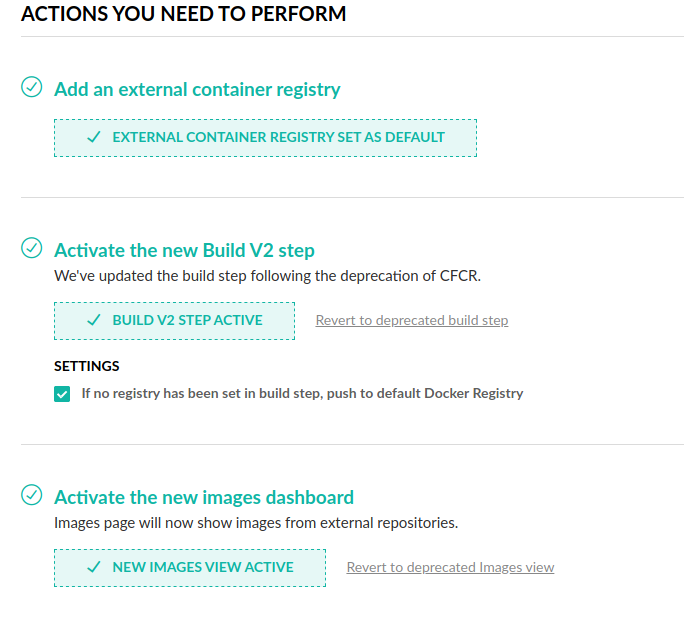 ACTIONS YOU NEED TO PERFORM
Add an external container registry
EXTERNAL CONTAINER REGISTRY SET AS DEFAULT
Activate the new Build V2 step
We've updated the build step following the deprecation of CFCR.
BUILD V2 STEP ACTIVE
Revert to deprecated build step
SETTINGS
If no registry has been set in build step, push to default Docker Registry
Activate the new images dashboard
Images page will now show images from external repositories.
NEW IMAGES VIEW ACTIVE
Revert to deprecated Images view